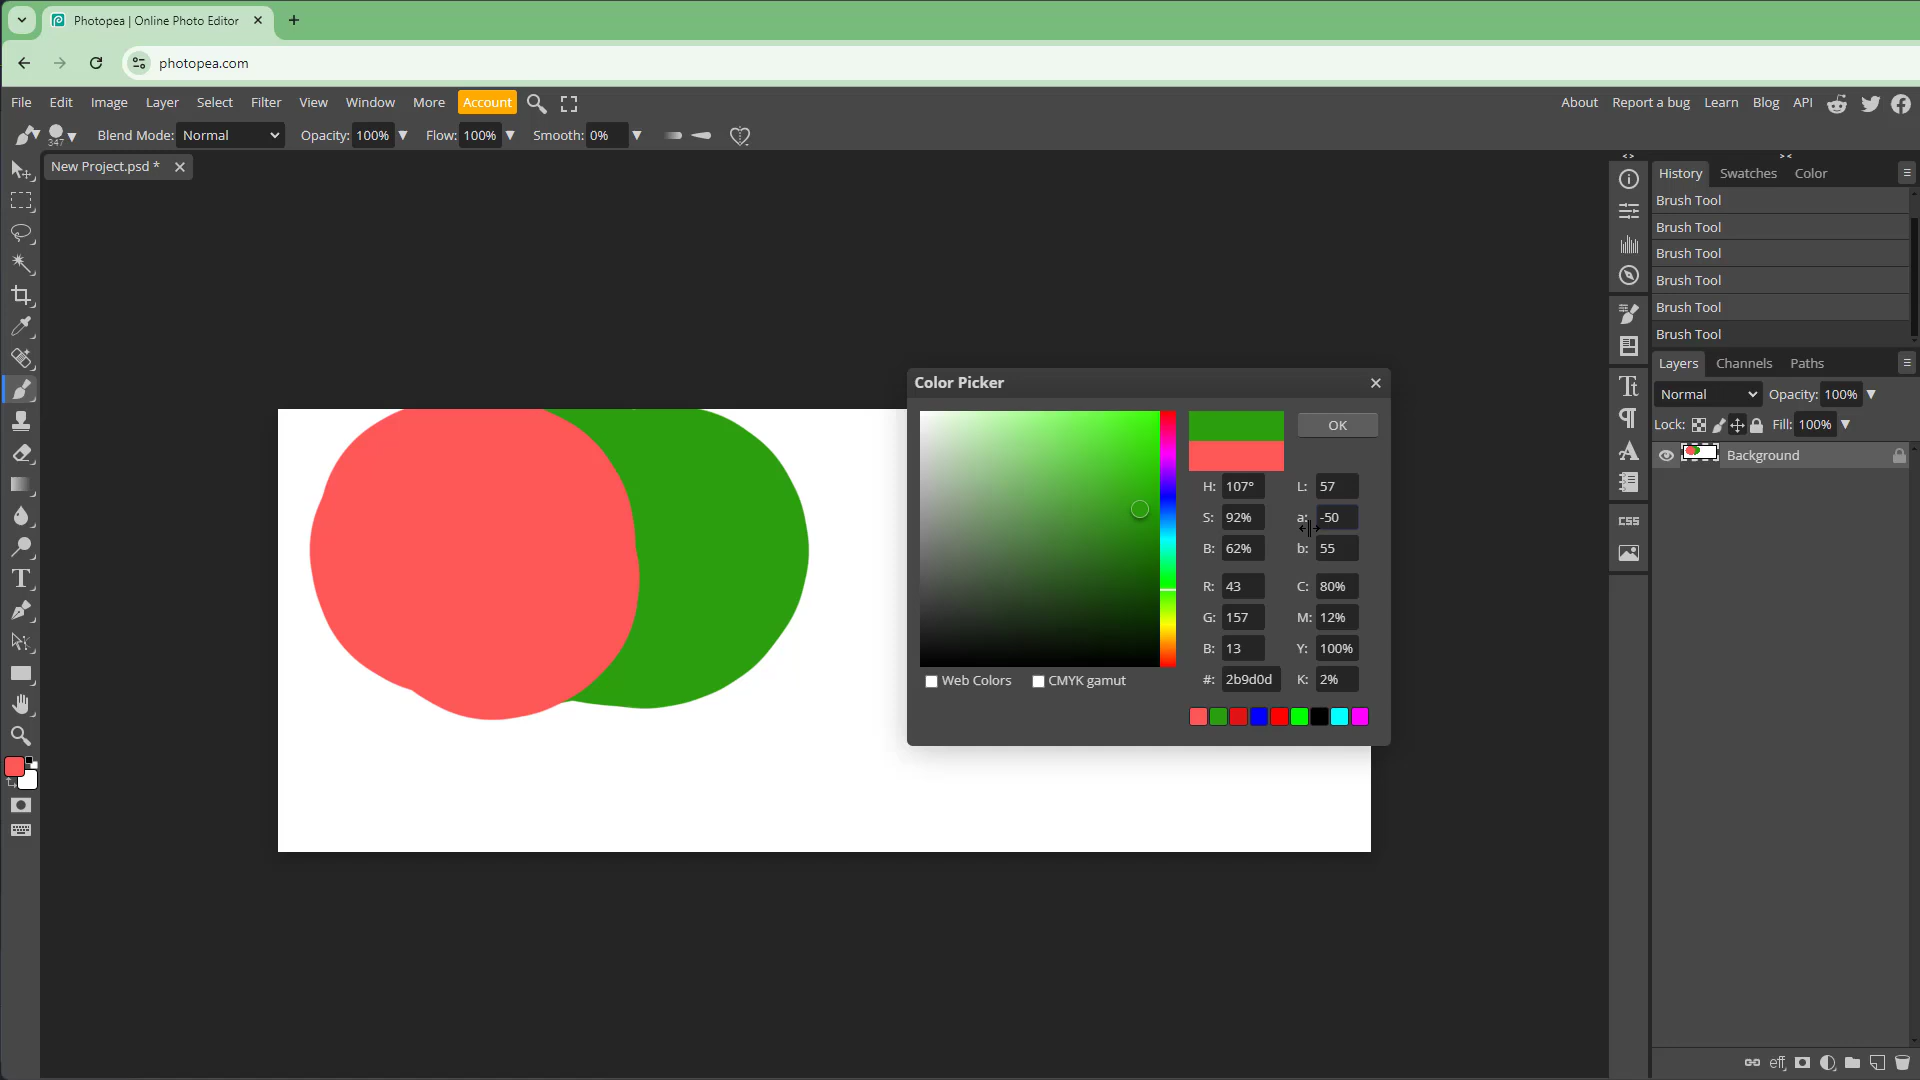 Photopea | Online Photo Editor
photopea.com
File Edit Image Layer Select Filter View Window More Account
About Report a bug Learn Blog API
347 Blend Mode: Normal Opacity: 100% Flow: 100% Smooth: 0%
New Project.psd *
History Swatches Color
Brush Tool
Brush Tool
Brush Tool
Brush Tool
Brush Tool
Brush Tool
Layers Channels Paths
Normal Opacity: 100%
Lock: Fill: 100%
Background
CSS
eff
Color Picker
OK
H: 107° L: 57
S: 92% a: -50
B: 62% b: 55
R: 43 C: 80%
G: 157 M: 12%
B: 13 Y: 100%
#: 2b9d0d K: 2%
Web Colors CMYK gamut